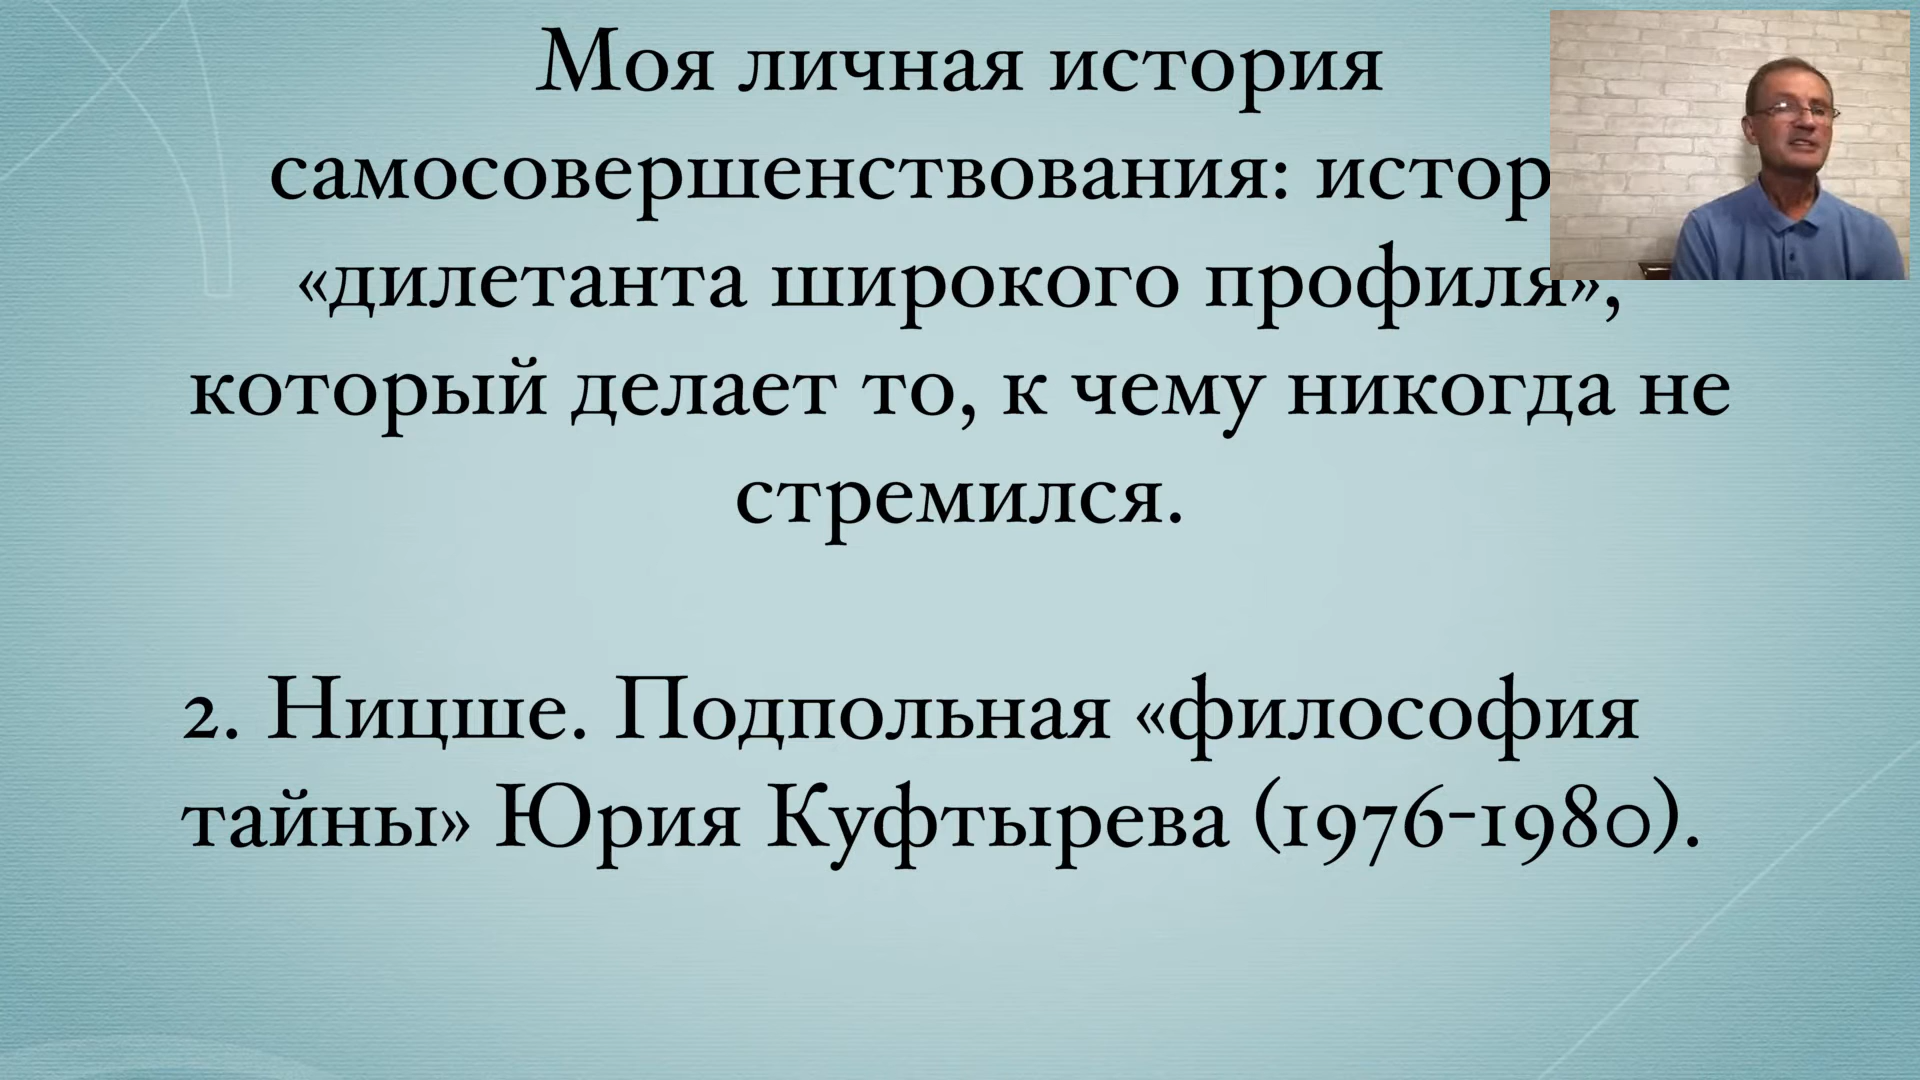 Моя личная история
самосовершенствования:
«дилетанта широкого профиля»,
который делает то, к чему никогда не
стремился.
2. Ницше. Подпольная «философия
тайны» Юрия Куфтырева (1976-1980).